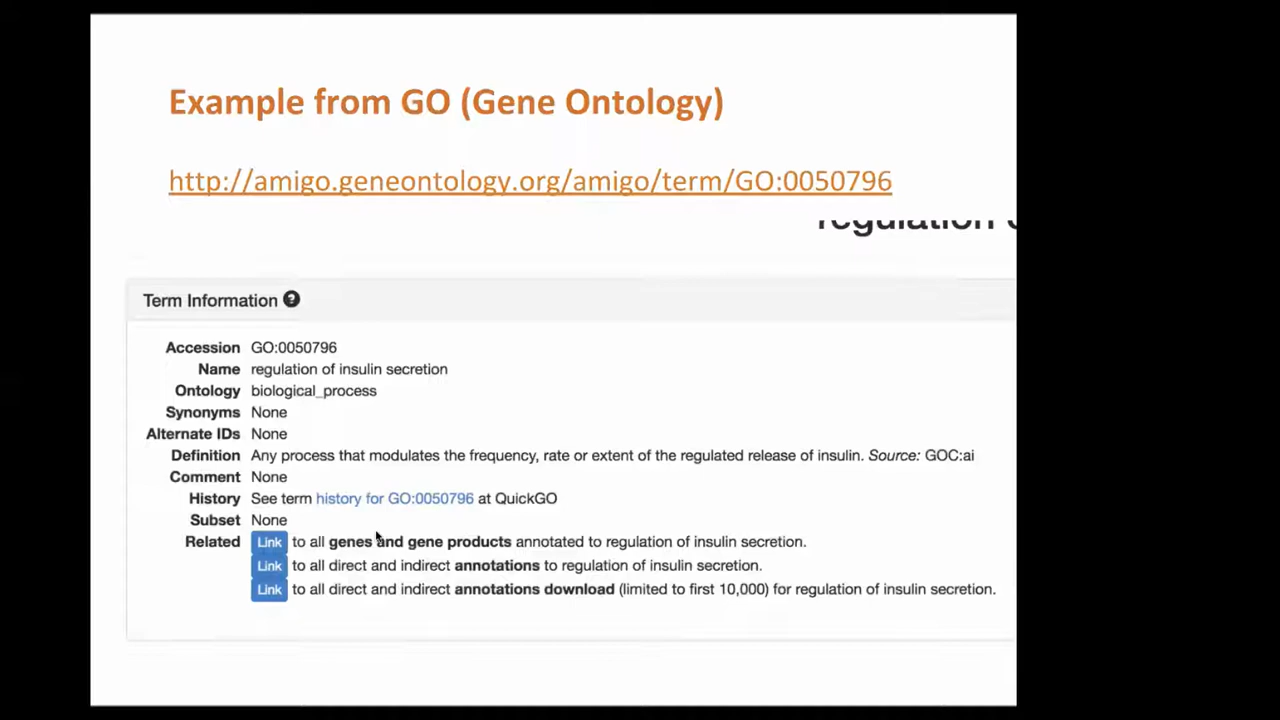 Example from GO (Gene Ontology)
http://amigo.geneontology.org/amigo/term/GO:0050796
regulation
Term Information ?
Accession GO:0050796
Name regulation of insulin secretion
Ontology biological_process
Synonyms None
Alternate IDs None
Definition Any process that modulates the frequency, rate or extent of the regulated release of insulin. Source: GOC:ai
Comment None
History See term history for GO:0050796 at QuickGO
Subset None
Related Link to all genes and gene products annotated to regulation of insulin secretion.
Link to all direct and indirect annotations to regulation of insulin secretion.
Link to all direct and indirect annotations download (limited to first 10,000) for regulation of insulin secretion.